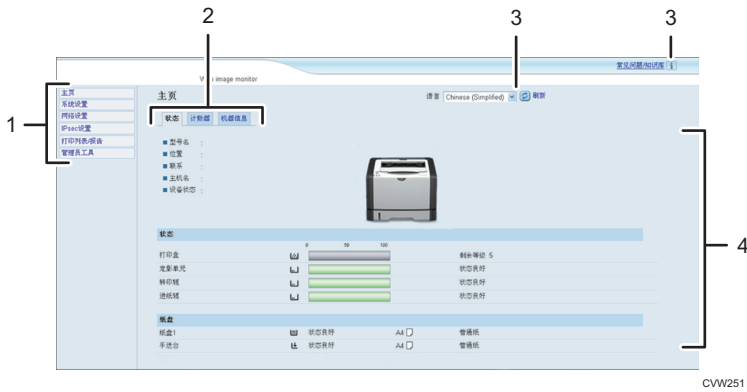 2
3
3
常见问题/知识库
Web image monitor
1
主页
系统设置
网络设置
IPsec设置
打印列表/报告
管理员工具
主页
语言 Chinese (Simplified) 刷新
状态 计数器 机器信息
型号名 :
位置 :
联系 :
主机名 :
设备状态 :
4
状态
0 50 100
打印盒 剩余等级 5
定影单元 状态良好
转印辊 状态良好
进纸辊 状态良好
纸盘
纸盘1 状态良好 A4 普通纸
手送台 状态良好 A4 普通纸
CVW251